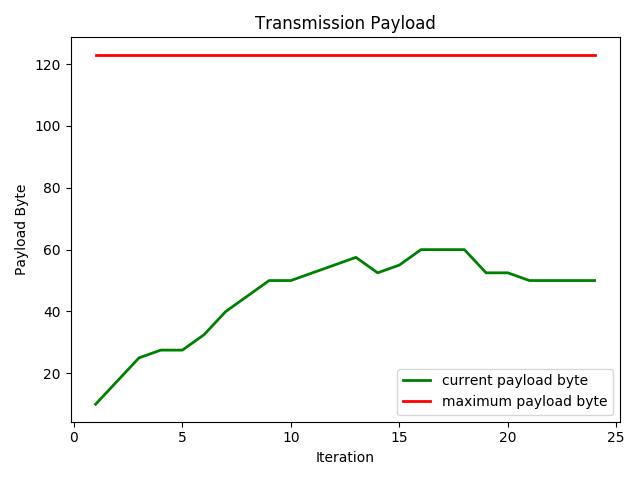 Transmission Payload
120
100
80
60
40
20
Payload Byte
current payload byte
maximum payload byte
0 5 10 15 20 25
Iteration